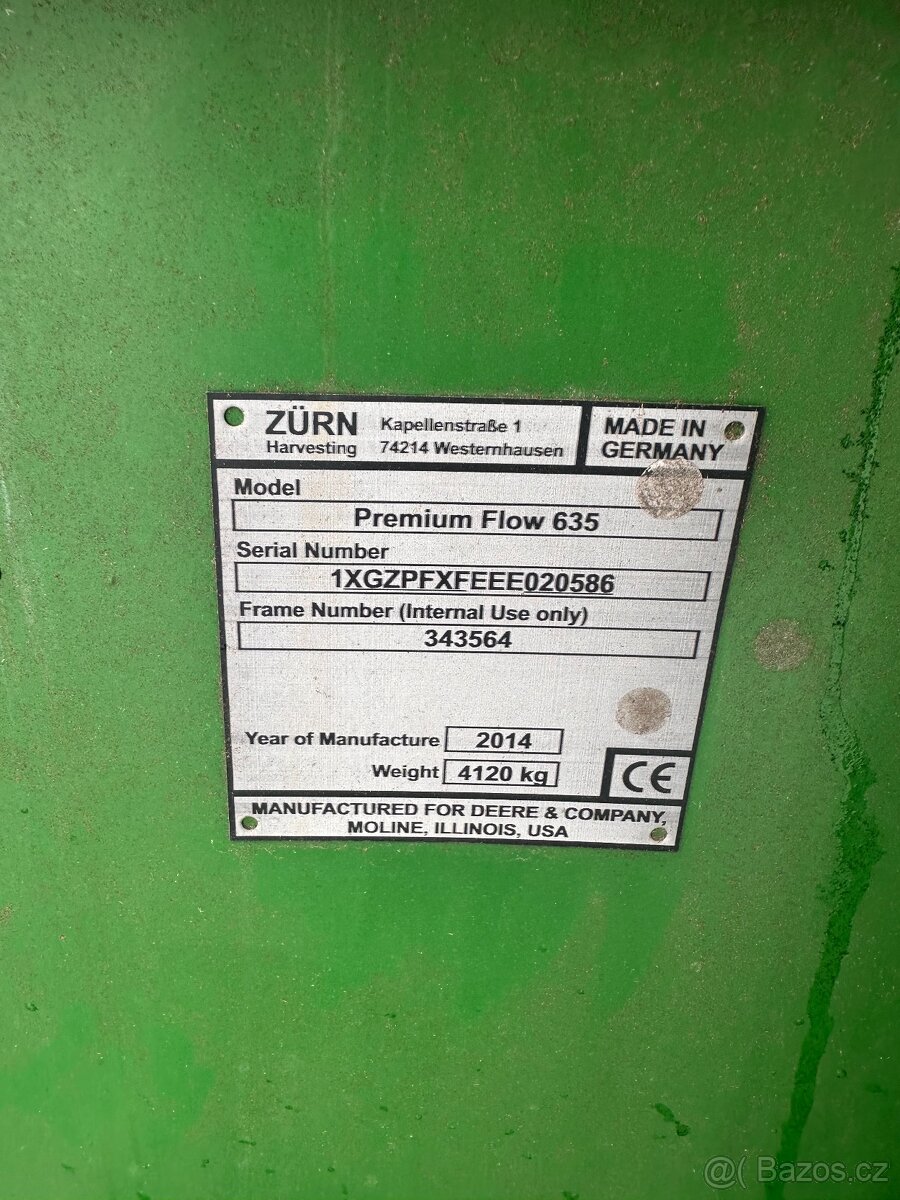 ZÜRN
Harvesting
Kapellenstraße 1
74214 Westernhausen
MADE IN
GERMANY
Model
Premium Flow 635
Serial Number
1XGZPFXFEEE020586
Frame Number (Internal Use only)
343564
Year of Manufacture 2014
Weight 4120 kg
CE
MANUFACTURED FOR DEERE & COMPANY,
MOLINE, ILLINOIS, USA
@( Bazos.cz